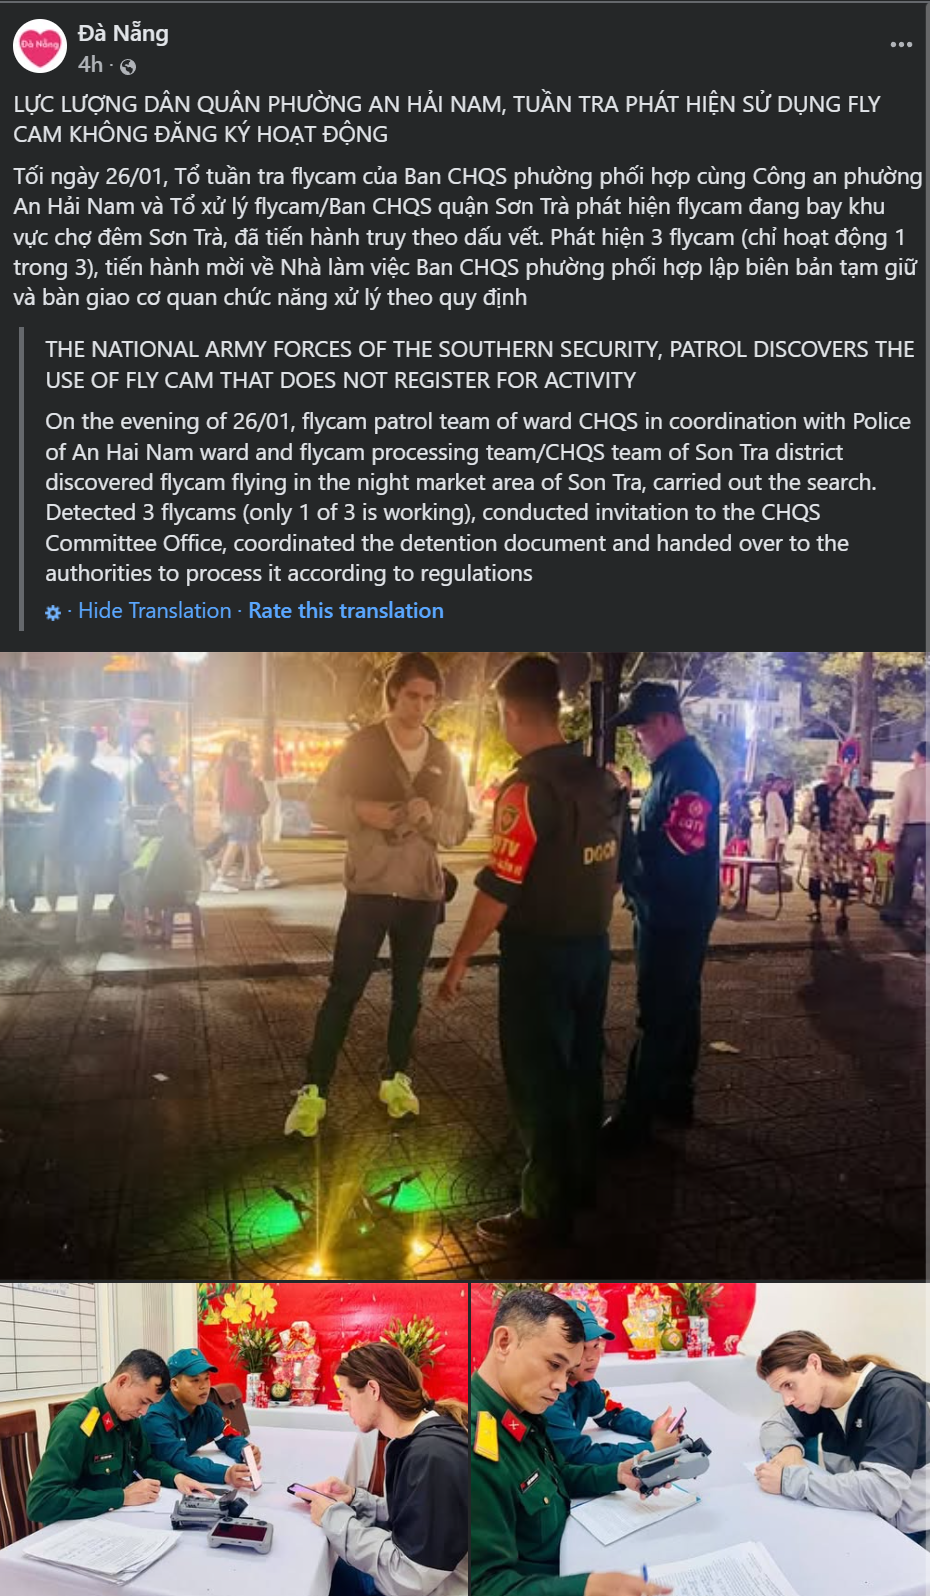 Đà Nẵng
Đà Nẵng
4h ·
LỰC LƯỢNG DÂN QUÂN PHƯỜNG AN HẢI NAM, TUẦN TRA PHÁT HIỆN SỬ DỤNG FLY
CAM KHÔNG ĐĂNG KÝ HOẠT ĐỘNG
Tối ngày 26/01, Tổ tuần tra flycam của Ban CHQS phường phối hợp cùng Công an phường
An Hải Nam và Tổ xử lý flycam/Ban CHQS quận Sơn Trà phát hiện flycam đang bay khu
vực chợ đêm Sơn Trà, đã tiến hành truy theo dấu vết. Phát hiện 3 flycam (chỉ hoạt động 1
trong 3), tiến hành mời về Nhà làm việc Ban CHQS phường phối hợp lập biên bản tạm giữ
và bàn giao cơ quan chức năng xử lý theo quy định
THE NATIONAL ARMY FORCES OF THE SOUTHERN SECURITY, PATROL DISCOVERS THE
USE OF FLY CAM THAT DOES NOT REGISTER FOR ACTIVITY
On the evening of 26/01, flycam patrol team of ward CHQS in coordination with Police
of An Hai Nam ward and flycam processing team/CHQS team of Son Tra district
discovered flycam flying in the night market area of Son Tra, carried out the search.
Detected 3 flycams (only 1 of 3 is working), conducted invitation to the CHQS
Committee Office, coordinated the detention document and handed over to the
authorities to process it according to regulations
· Hide Translation · Rate this translation